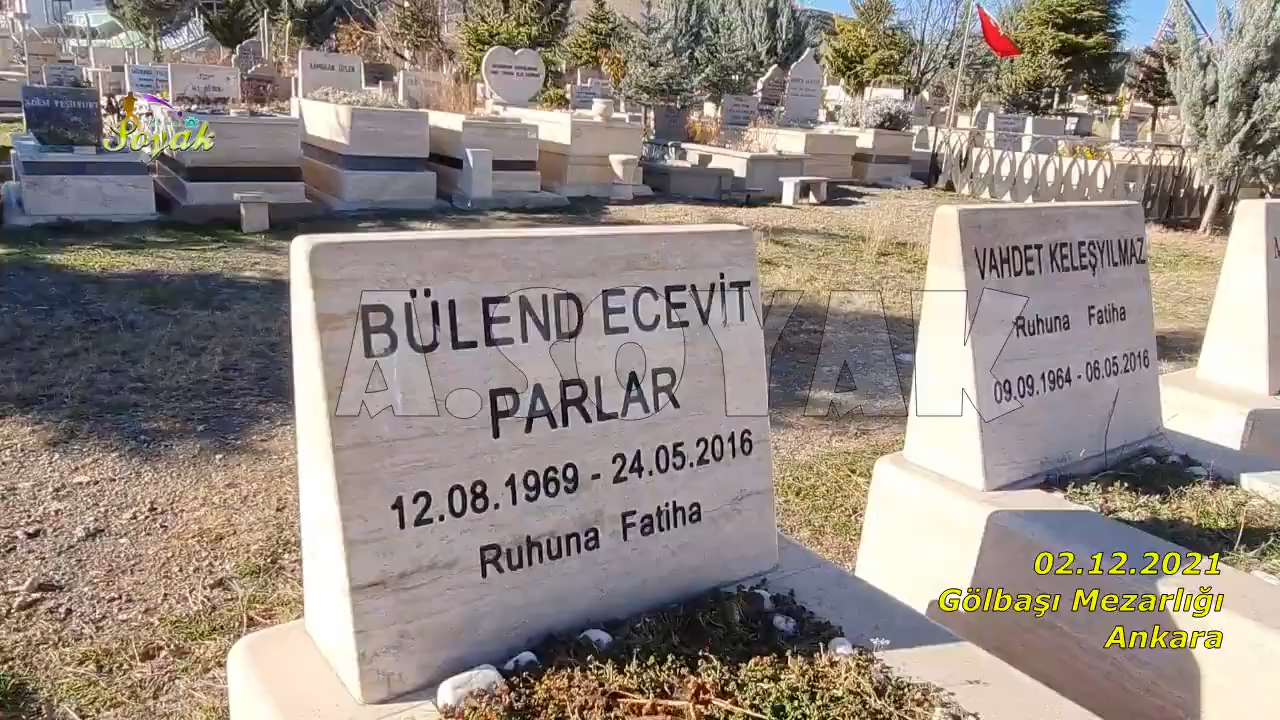 Soyak
BÜLEND ECEVİT
PARLAR
12.08.1969 - 24.05.2016
Ruhuna Fatiha
VAHDET KELEŞYILMAZ
Ruhuna Fatiha
09.09.1964 - 06.05.2016
A.SOYAK
02.12.2021
Gölbaşı Mezarlığı
Ankara